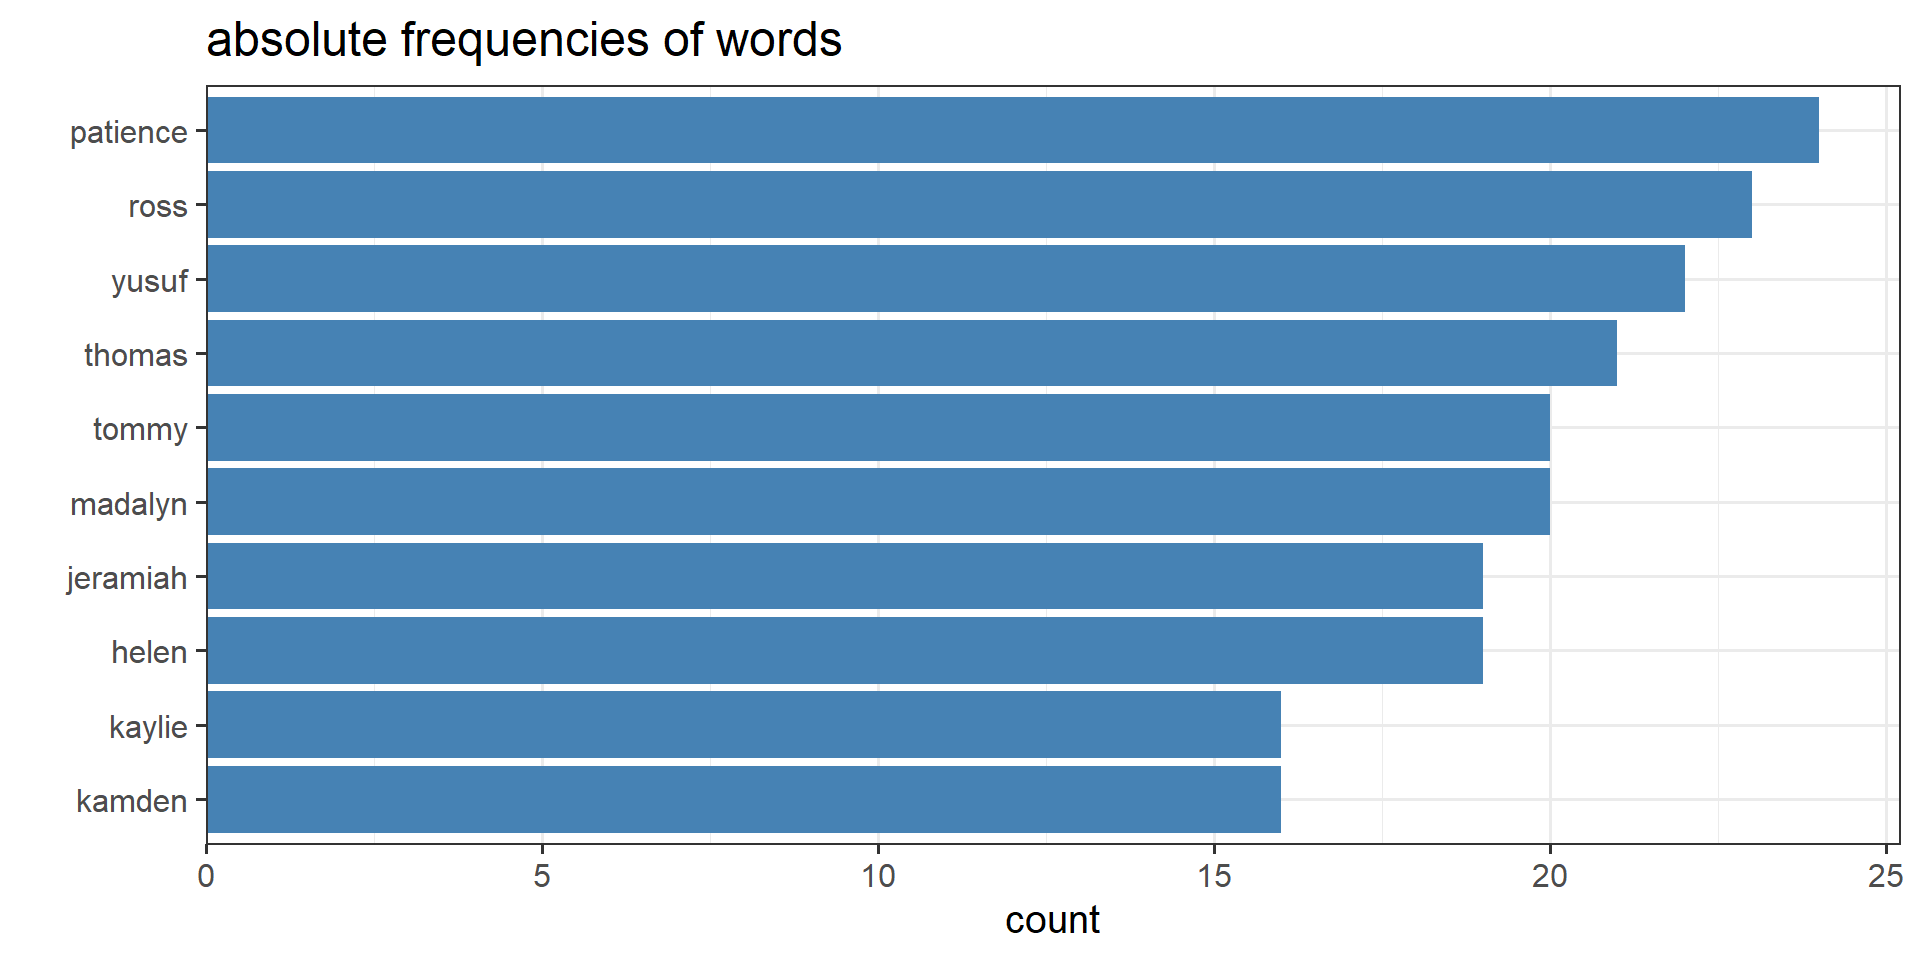 absolute frequencies of words
patience
ross
yusuf
thomas
tommy
madalyn
jeramiah
helen
kaylie
kamden
0 5 10 15 20 25
count